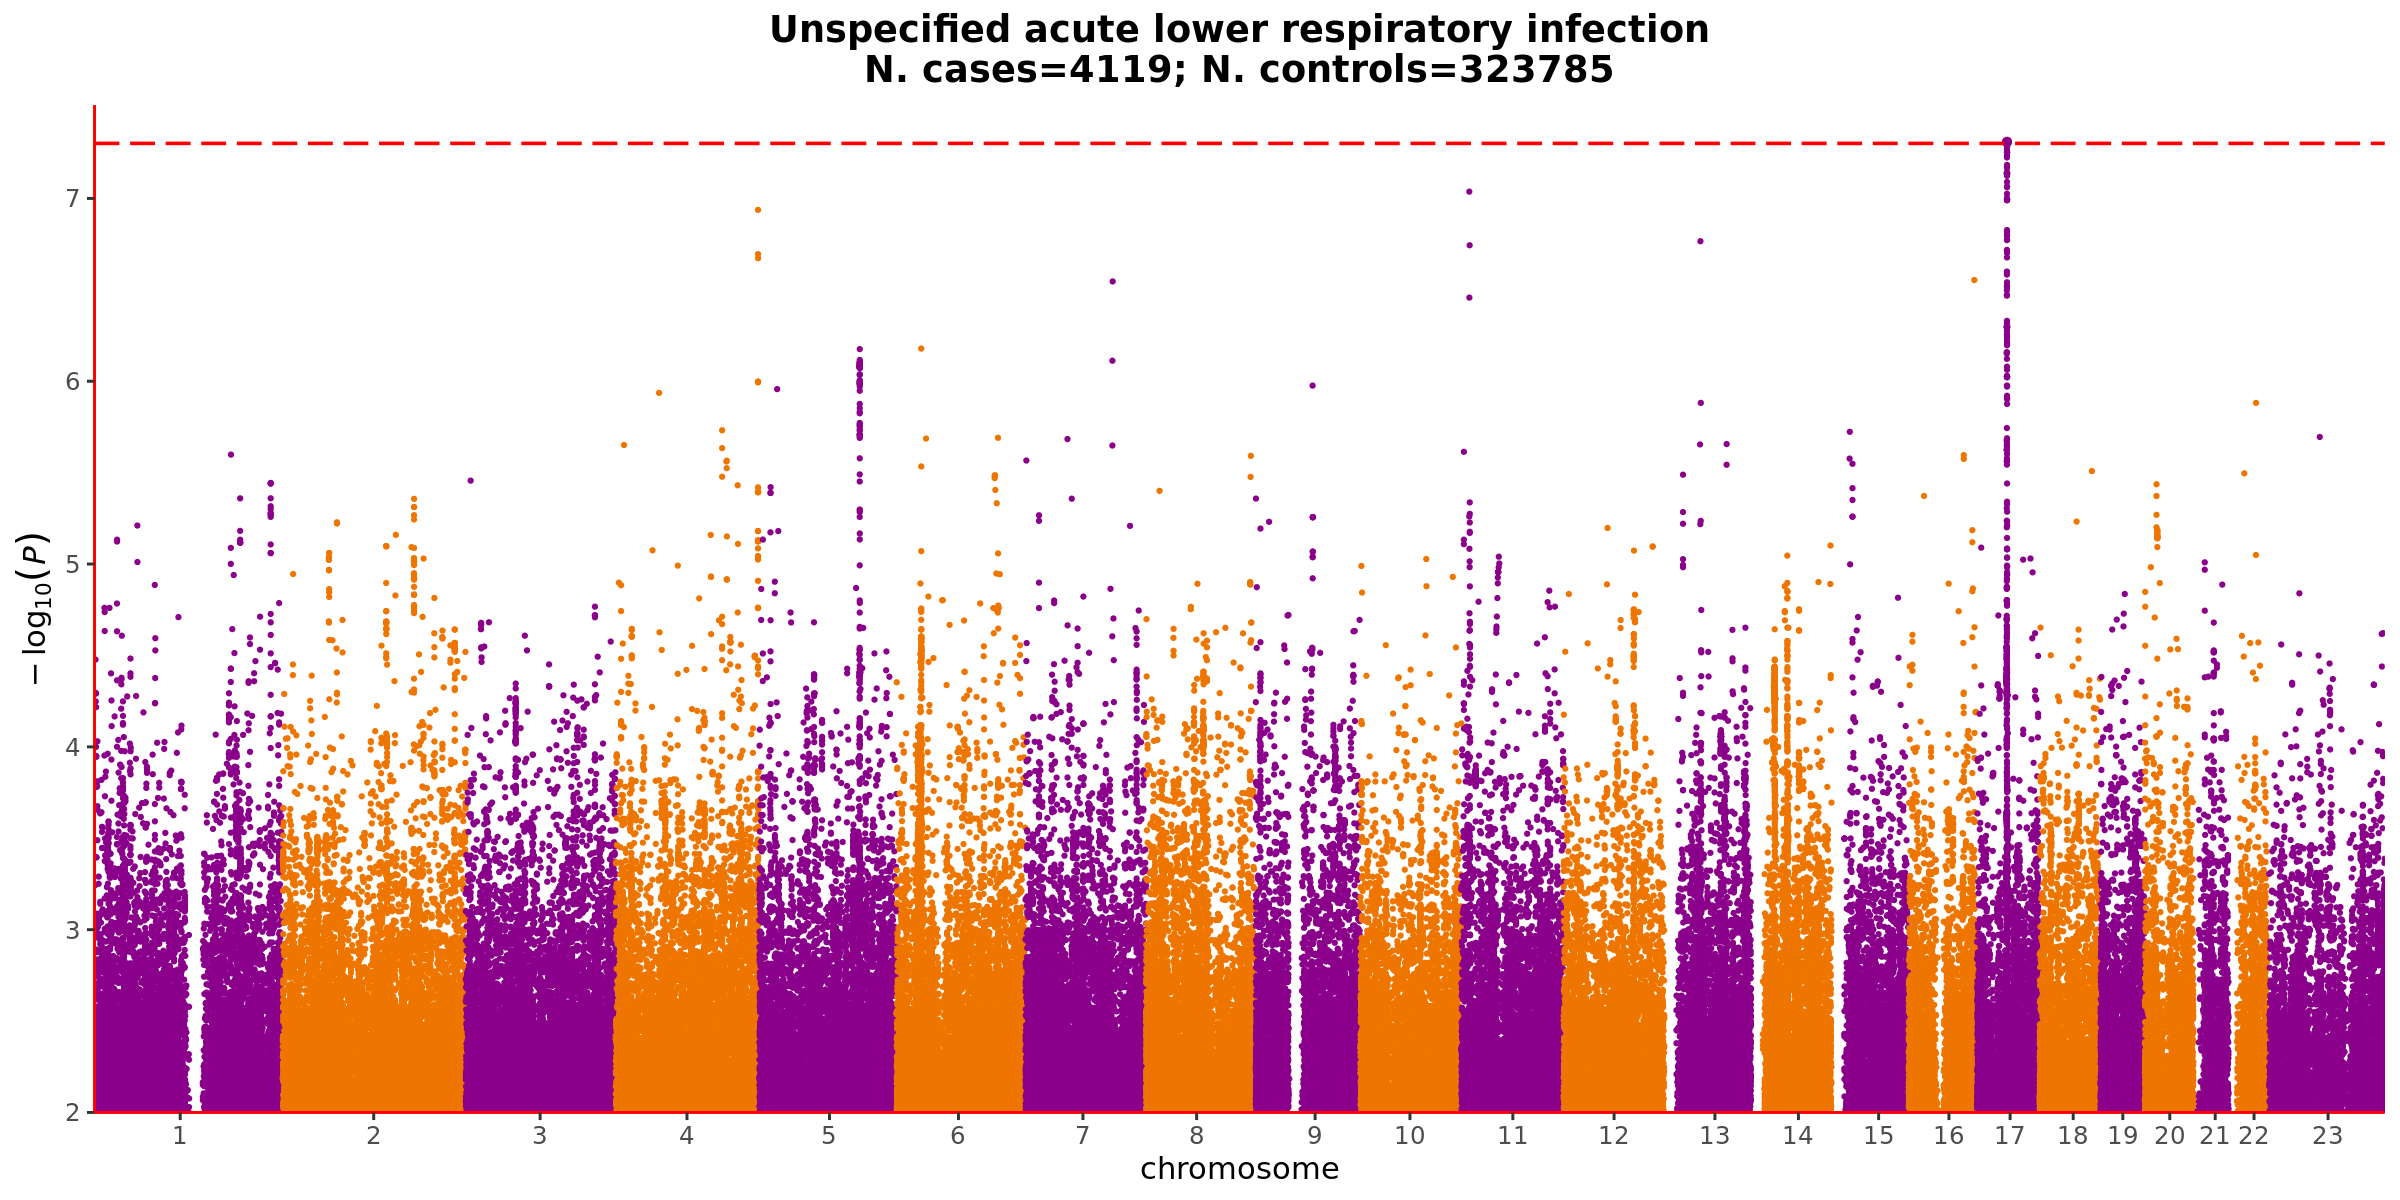 Unspecified acute lower respiratory infection
N. cases=4119; N. controls=323785
−log10(P)
7
6
5
4
3
2
1 2 3 4 5 6 7 8 9 10 11 12 13 14 15 16 17 18 19 20 21 22 23
chromosome